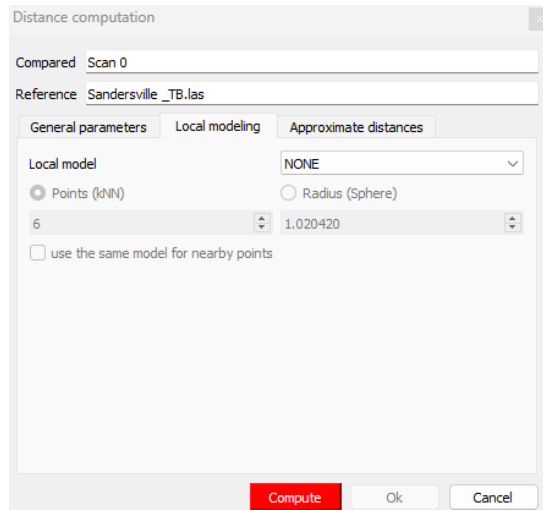 Distance computation
Compared Scan 0
Reference Sandersville _TB.las
General parameters Local modeling Approximate distances
Local model NONE
Points (kNN) Radius (Sphere)
6 1.020420
use the same model for nearby points
Compute Ok Cancel